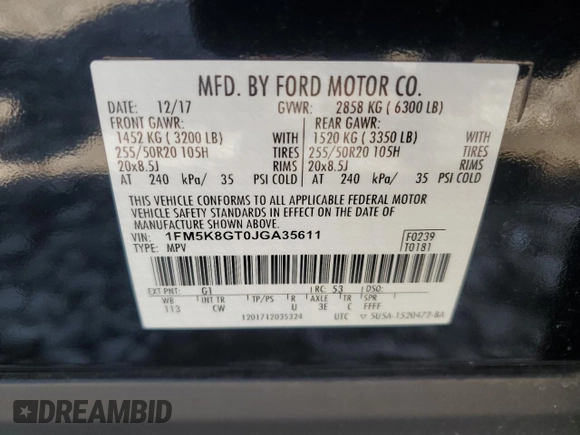 MFD. BY FORD MOTOR CO.
DATE: 12/17 GVWR: 2858 KG ( 6300 LB)
FRONT GAWR: REAR GAWR:
1452 KG ( 3200 LB) WITH 1520 KG ( 3350 LB) WITH
255/50R20 105H TIRES 255/50R20 105H TIRES
20x8.5J RIMS 20x8.5J RIMS
AT 240 kPa/ 35 PSI COLD AT 240 kPa/ 35 PSI COLD
THIS VEHICLE CONFORMS TO ALL APPLICABLE FEDERAL MOTOR
VEHICLE SAFETY STANDARDS IN EFFECT ON THE DATE OF
MANUFACTURE SHOWN ABOVE.
VIN: 1FM5K8GT0JGA35611 F0239
TYPE: MPV T0181
EXT PNT: G1 RC: 53 DSO:
WB INT TR TP/PS R AXLE TR SPR
113 CW U 3E C FFFF
1201712035324 UTC ▽ 5U5A-1520472-BA
DREAMBID